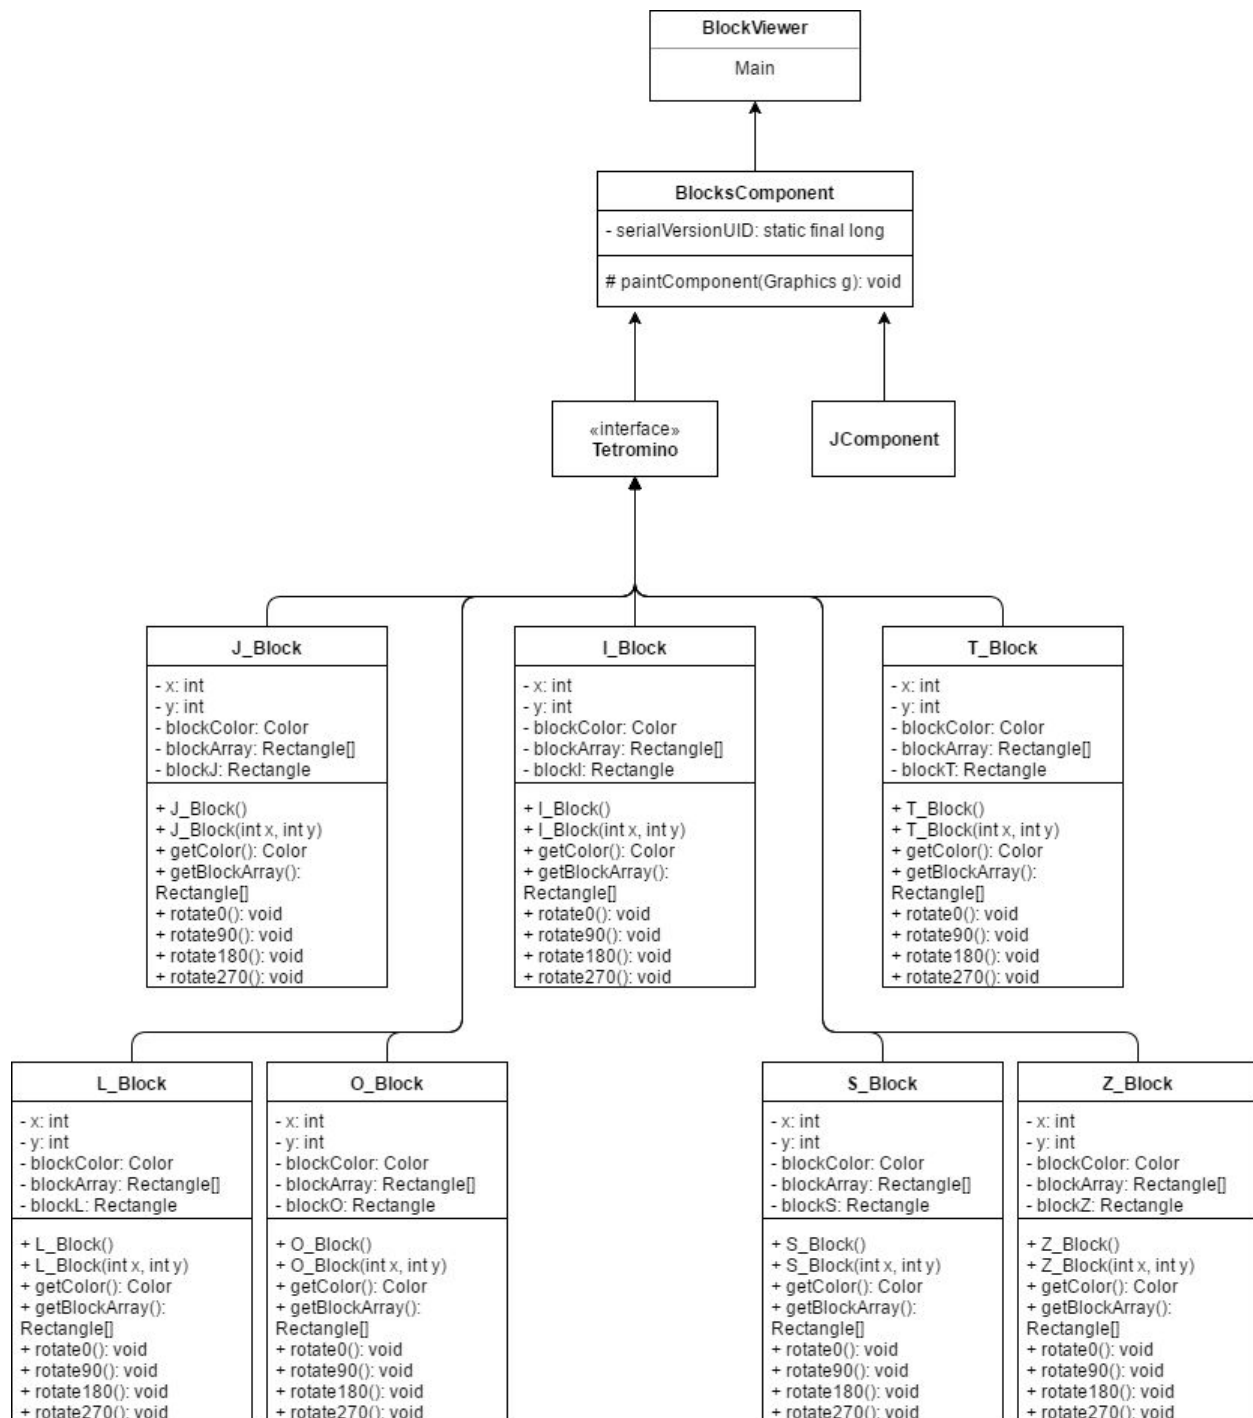 BlockViewer
Main
BlocksComponent
- serialVersionUID: static final long
# paintComponent(Graphics g): void
«interface»
Tetromino
JComponent
J_Block
- x: int
- y: int
- blockColor: Color
- blockArray: Rectangle[]
- blockJ: Rectangle
+ J_Block()
+ J_Block(int x, int y)
+ getColor(): Color
+ getBlockArray():
Rectangle[]
+ rotate0(): void
+ rotate90(): void
+ rotate180(): void
+ rotate270(): void
I_Block
- x: int
- y: int
- blockColor: Color
- blockArray: Rectangle[]
- blockI: Rectangle
+ I_Block()
+ I_Block(int x, int y)
+ getColor(): Color
+ getBlockArray():
Rectangle[]
+ rotate0(): void
+ rotate90(): void
+ rotate180(): void
+ rotate270(): void
T_Block
- x: int
- y: int
- blockColor: Color
- blockArray: Rectangle[]
- blockT: Rectangle
+ T_Block()
+ T_Block(int x, int y)
+ getColor(): Color
+ getBlockArray():
Rectangle[]
+ rotate0(): void
+ rotate90(): void
+ rotate180(): void
+ rotate270(): void
L_Block
- x: int
- y: int
- blockColor: Color
- blockArray: Rectangle[]
- blockL: Rectangle
+ L_Block()
+ L_Block(int x, int y)
+ getColor(): Color
+ getBlockArray():
Rectangle[]
+ rotate0(): void
+ rotate90(): void
+ rotate180(): void
+ rotate270(): void
O_Block
- x: int
- y: int
- blockColor: Color
- blockArray: Rectangle[]
- blockO: Rectangle
+ O_Block()
+ O_Block(int x, int y)
+ getColor(): Color
+ getBlockArray():
Rectangle[]
+ rotate0(): void
+ rotate90(): void
+ rotate180(): void
+ rotate270(): void
S_Block
- x: int
- y: int
- blockColor: Color
- blockArray: Rectangle[]
- blockS: Rectangle
+ S_Block()
+ S_Block(int x, int y)
+ getColor(): Color
+ getBlockArray():
Rectangle[]
+ rotate0(): void
+ rotate90(): void
+ rotate180(): void
+ rotate270(): void
Z_Block
- x: int
- y: int
- blockColor: Color
- blockArray: Rectangle[]
- blockZ: Rectangle
+ Z_Block()
+ Z_Block(int x, int y)
+ getColor(): Color
+ getBlockArray():
Rectangle[]
+ rotate0(): void
+ rotate90(): void
+ rotate180(): void
+ rotate270(): void